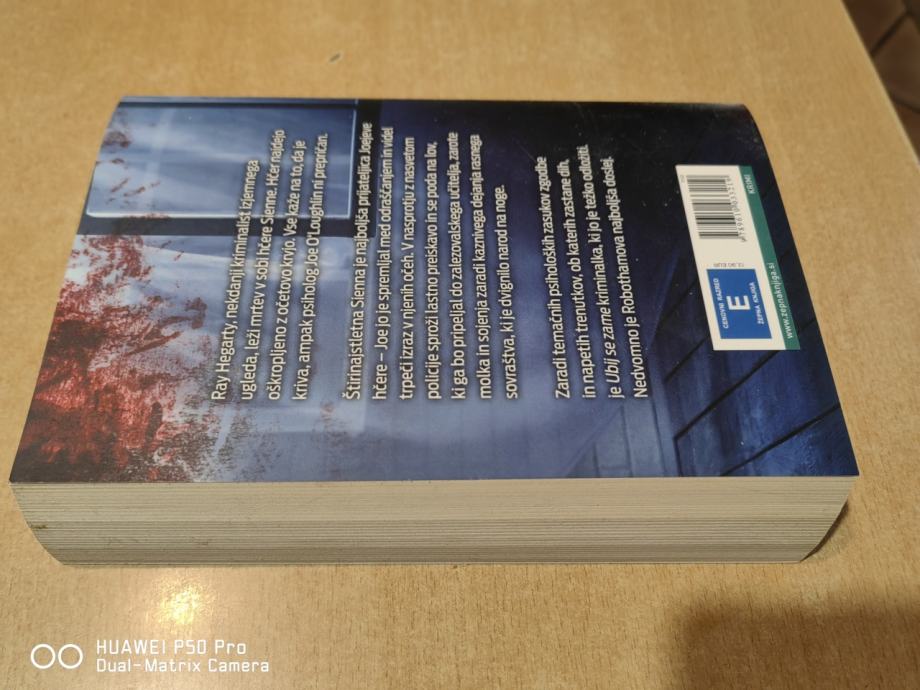 Ray Hegarty, nekdanji kriminalist izjemnega
ugleda, leži mrtev v sobi hčere Sienne. Hčer najdejo
oškropljeno z očetovo krvjo. Vse kaže na to, da je
kriva, ampak psiholog Joe O'Loughlin ni prepričan.
Štirinajstletna Sienna je najboljša prijateljica Joejeve
hčere – Joe jo je spremljal med odraščanjem in videl
trpeči izraz v njenih očeh. V nasprotju z nasvetom
policije sproži lastno preiskavo in se poda na lov,
ki ga bo pripeljal do zalezovalskega učitelja, zarote
molka in sojenja zaradi kaznivega dejanja rasnega
sovraštva, ki je dvignilo narod na noge.
Zaradi temačnih psiholoških zasukov zgodbe
in napetih trenutkov, ob katerih zastane dih,
je Ubij se zame kriminalka, ki jo je težko odložiti.
Nedvomno je Robothamova najboljša doslej.
CENOVNI RAZRED
E
ŽEPNA KNJIGA
www.zepnaknjiga.si
KRIMI
HUAWEI P50 Pro
Dual-Matrix Camera